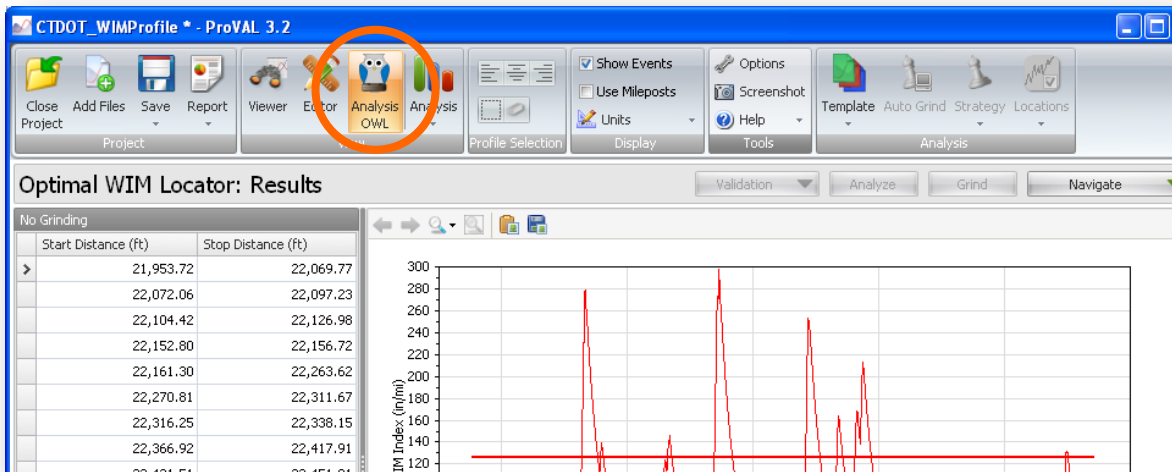 CTDOT_WIMProfile * - ProVAL 3.2
Close Project
Add Files
Save
Report
Project
Viewer
Editor
Analysis OWL
Analysis
View
Profile Selection
Show Events
Use Mileposts
Units
Display
Options
Screenshot
Help
Tools
Template
Auto Grind
Strategy
Locations
Analysis
Optimal WIM Locator: Results
Validation
Analyze
Grind
Navigate
No Grinding
Start Distance (ft) Stop Distance (ft)
21,953.72 22,069.77
22,072.06 22,097.23
22,104.42 22,126.98
22,152.80 22,156.72
22,161.30 22,263.62
22,270.81 22,311.67
22,316.25 22,338.15
22,366.92 22,417.91
300
280
260
240
220
200
180
160
140
120
WIM Index (in/mi)